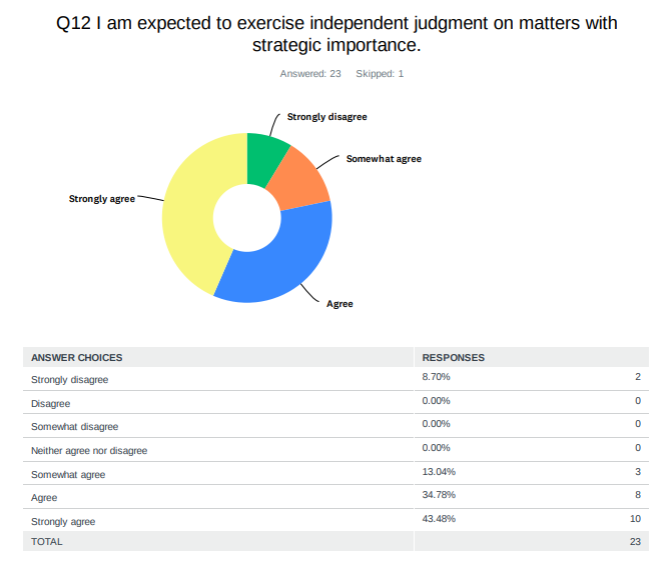 Q12 I am expected to exercise independent judgment on matters with
strategic importance.
Answered: 23 Skipped: 1
Strongly disagree
Somewhat agree
Strongly agree
Agree
ANSWER CHOICES RESPONSES
Strongly disagree 8.70% 2
Disagree 0.00% 0
Somewhat disagree 0.00% 0
Neither agree nor disagree 0.00% 0
Somewhat agree 13.04% 3
Agree 34.78% 8
Strongly agree 43.48% 10
TOTAL 23